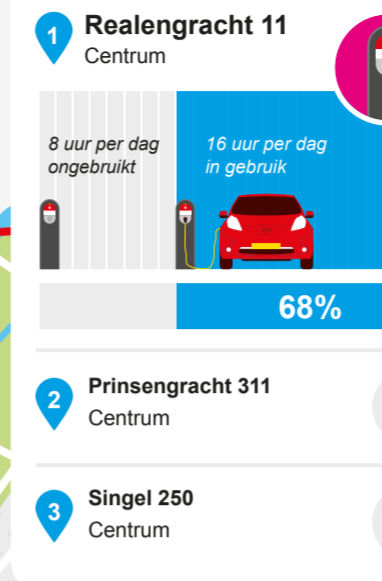 1
Realengracht 11
Centrum
8 uur per dag
ongebruikt
16 uur per dag
in gebruik
68%
2
Prinsengracht 311
Centrum
3
Singel 250
Centrum